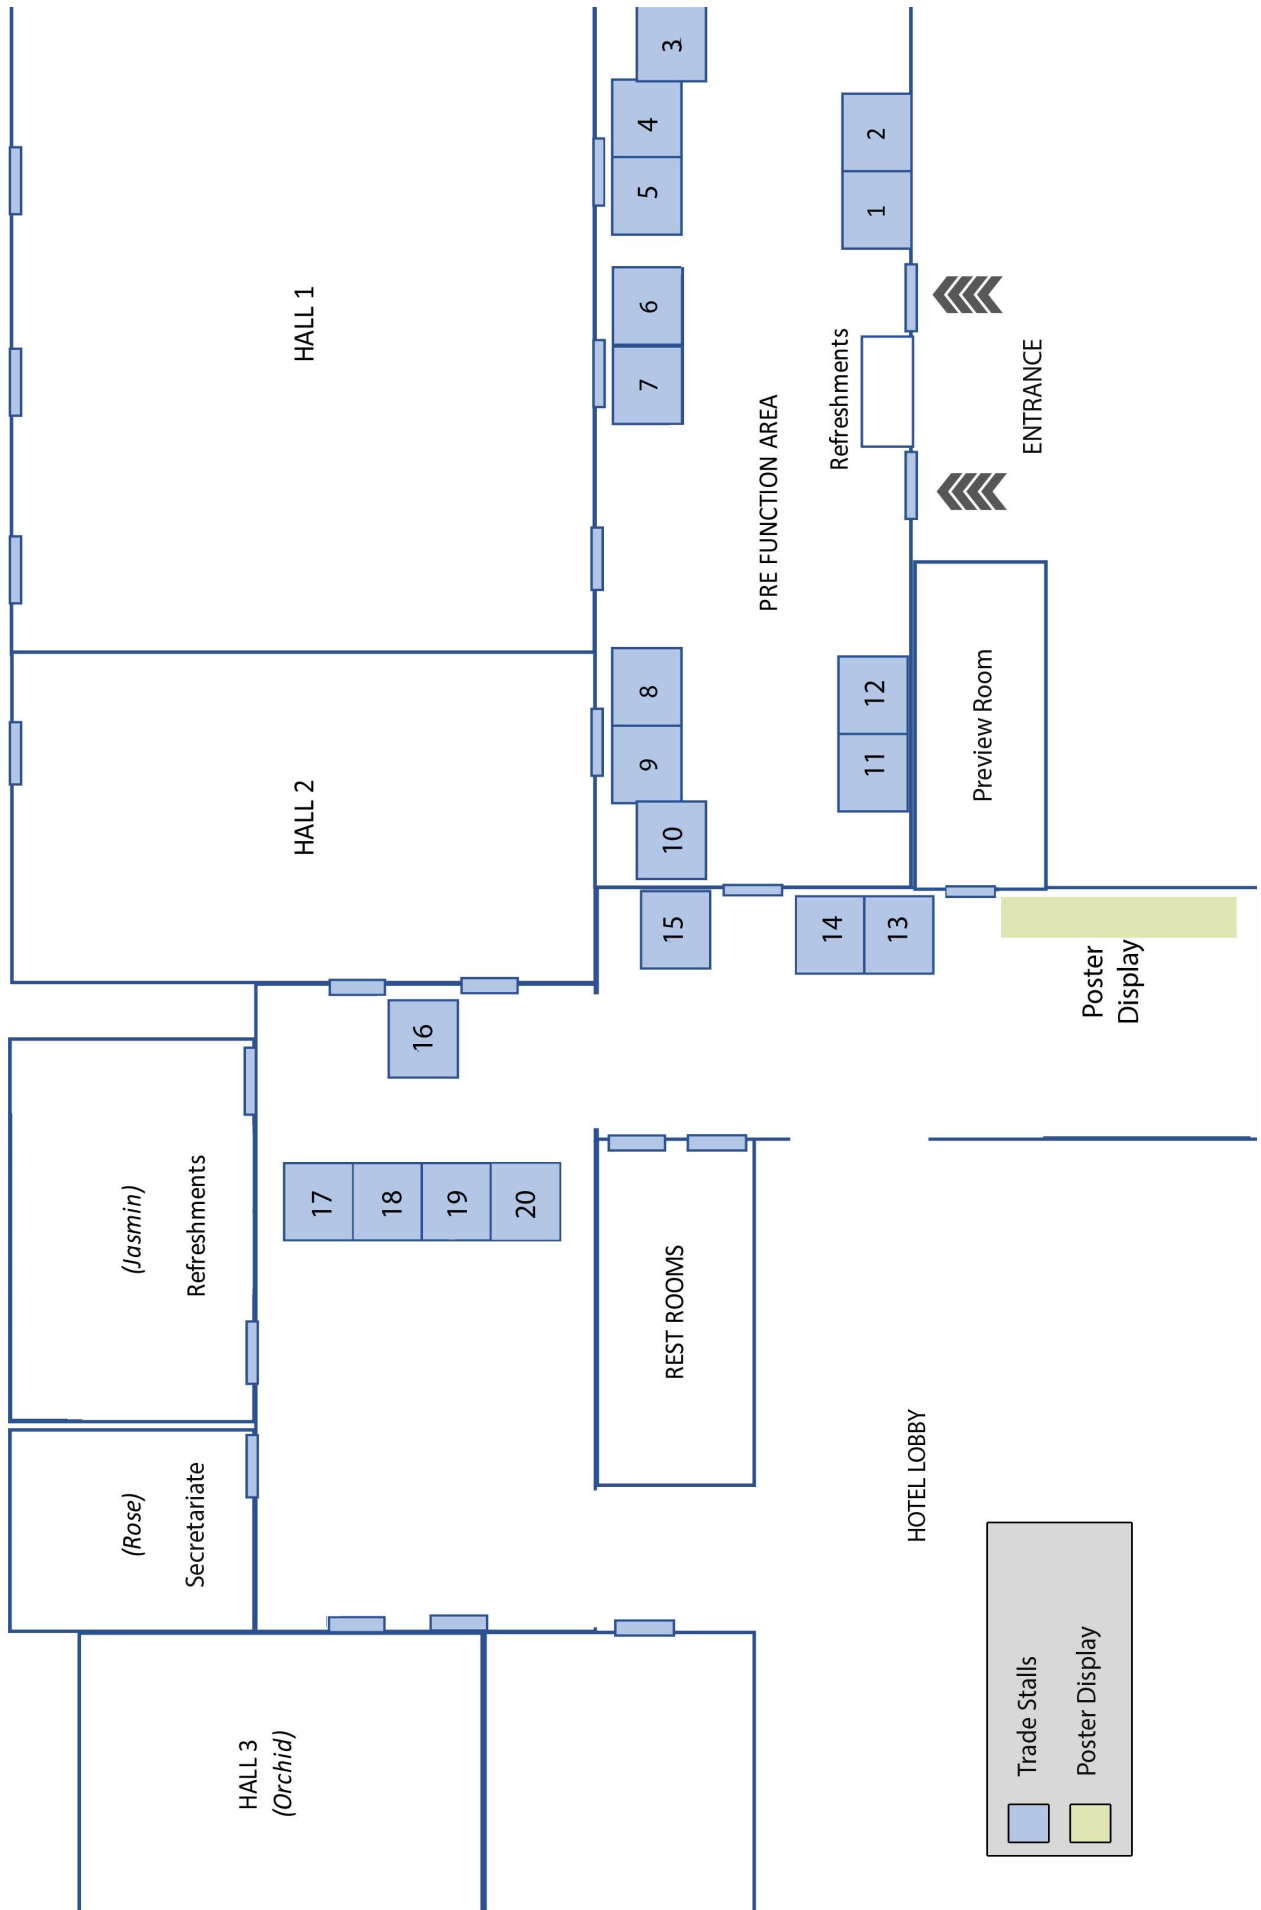 HALL 3
(Orchid)
(Rose)
Secretariate
(Jasmin)
Refreshments
HALL 2
HALL 1
17
18
19
20
16
REST ROOMS
15
14
13
10
9
8
7
6
5
4
3
11
12
1
2
PRE FUNCTION AREA
Refreshments
ENTRANCE
Preview Room
Poster
Display
HOTEL LOBBY
Trade Stalls
Poster Display